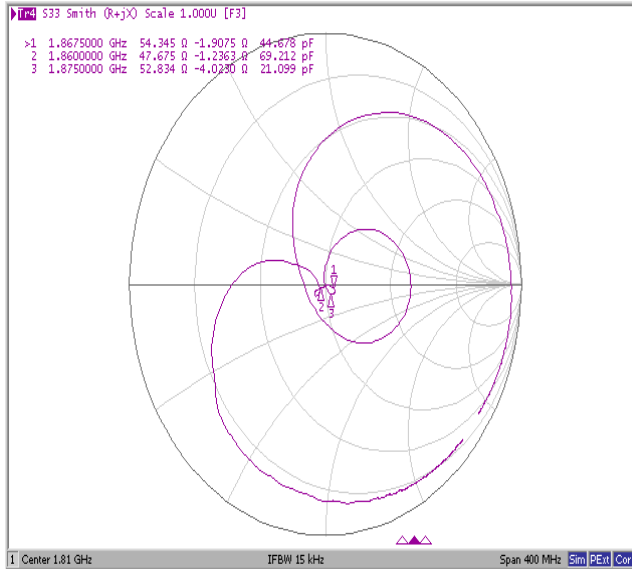 Tr4 S33 Smith (R+jX) Scale 1.000U [F3]
>1 1.8675000 GHz 54.345 Ω -1.9075 Ω 44.678 pF
2 1.8600000 GHz 47.675 Ω -1.2363 Ω 69.212 pF
3 1.8750000 GHz 52.834 Ω -4.0230 Ω 21.099 pF
1
2
3
1 Center 1.81 GHz IFBW 15 kHz Span 400 MHz Sim PExt Cor